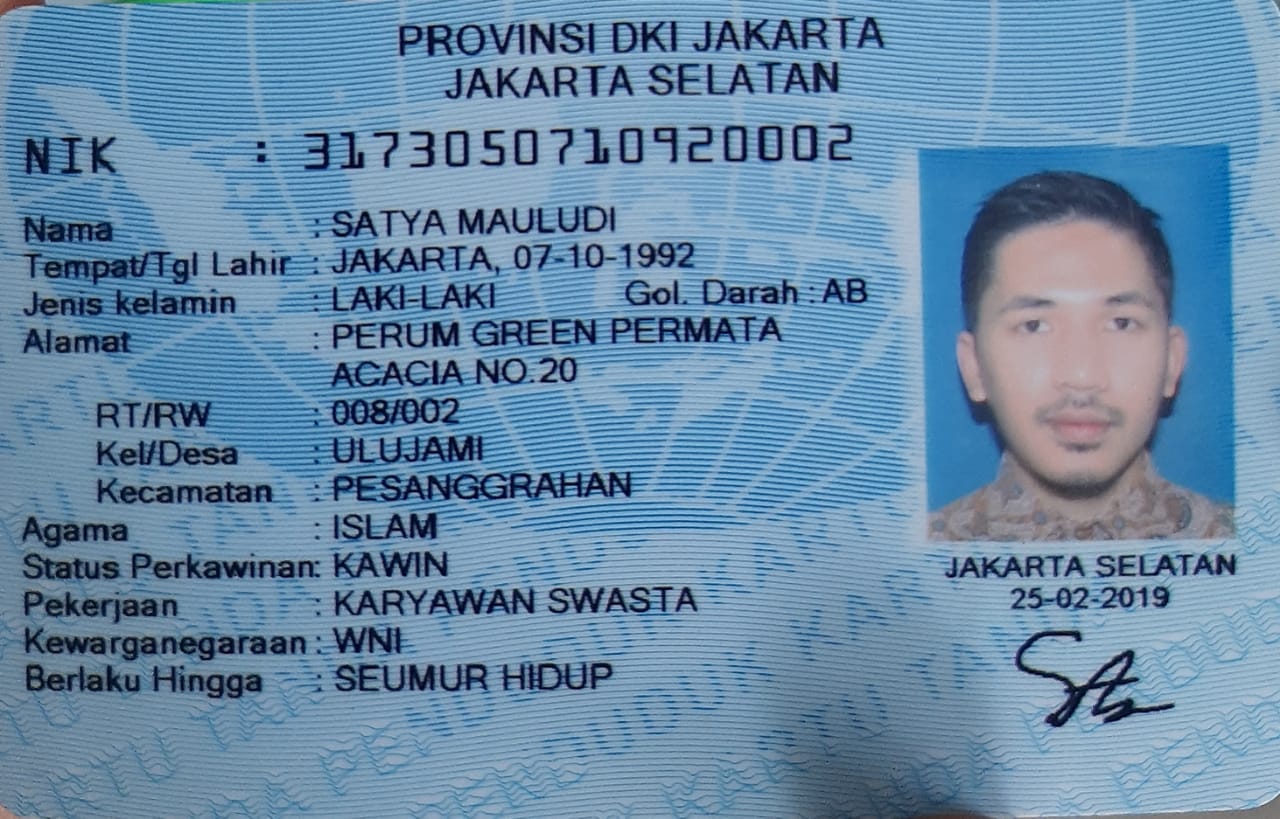 PROVINSI DKI JAKARTA
JAKARTA SELATAN
NIK : 3173050710920002
Nama : SATYA MAULUDI
Tempat/Tgl Lahir : JAKARTA, 07-10-1992
Jenis kelamin : LAKI-LAKI Gol. Darah : AB
Alamat : PERUM GREEN PERMATA
ACACIA NO.20
RT/RW : 008/002
Kel/Desa : ULUJAMI
Kecamatan : PESANGGRAHAN
Agama : ISLAM
Status Perkawinan: KAWIN
Pekerjaan : KARYAWAN SWASTA
Kewarganegaraan : WNI
Berlaku Hingga : SEUMUR HIDUP
JAKARTA SELATAN
25-02-2019